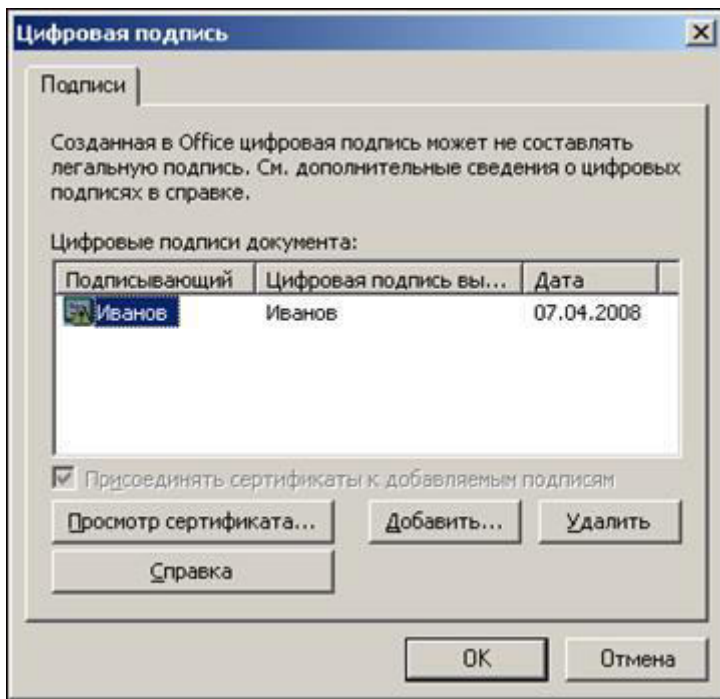 Цифровая подпись
Подписи
Созданная в Office цифровая подпись может не составлять
легальную подпись. См. дополнительные сведения о цифровых
подписях в справке.
Цифровые подписи документа:
Подписывающий Цифровая подпись вы... Дата
Иванов Иванов 07.04.2008
Присоединять сертификаты к добавляемым подписям
Просмотр сертификата... Добавить... Удалить
Справка
OK Отмена